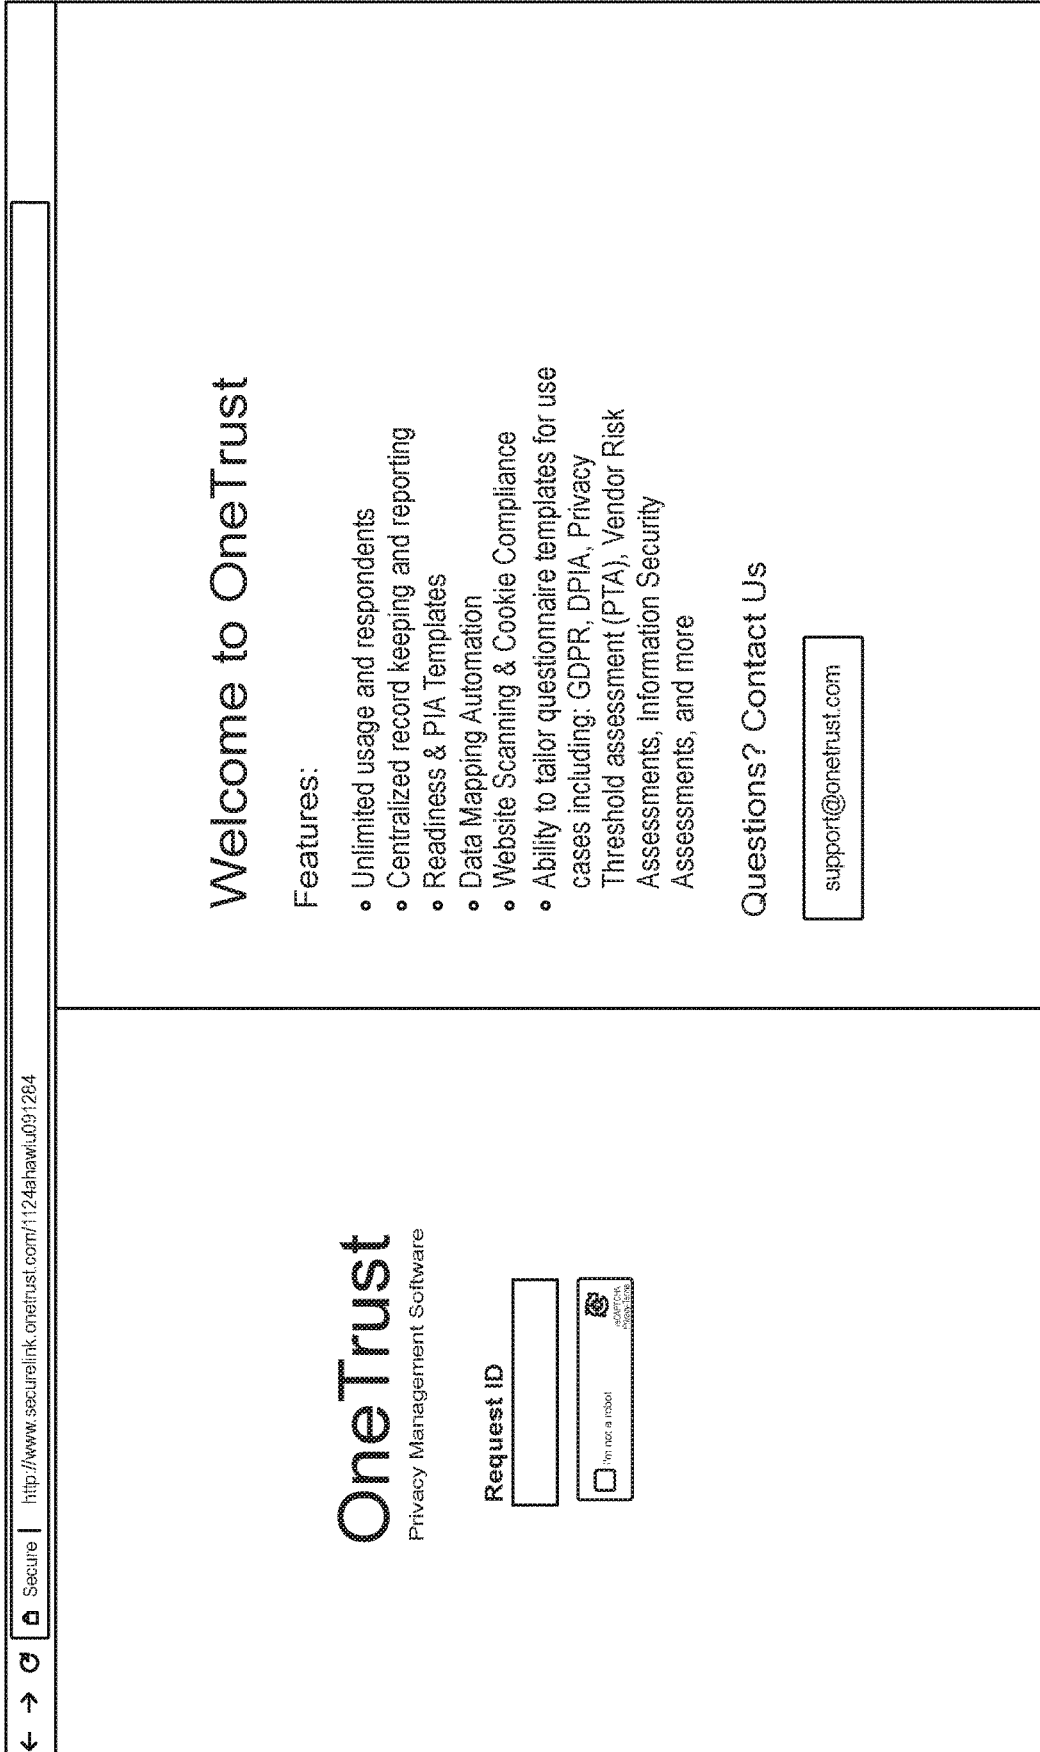 Secure | http://www.securelink.onetrust.com/1124ahawlu091284
OneTrust
Privacy Management Software
Request ID
I'm not a robot
reCAPTCHA
Privacy-Terms
Welcome to OneTrust
Features:
Unlimited usage and respondents
Centralized record keeping and reporting
Readiness & PIA Templates
Data Mapping Automation
Website Scanning & Cookie Compliance
Ability to tailor questionnaire templates for use
cases including: GDPR, DPIA, Privacy
Threshold assessment (PTA), Vendor Risk
Assessments, Information Security
Assessments, and more
Questions? Contact Us
support@onetrust.com